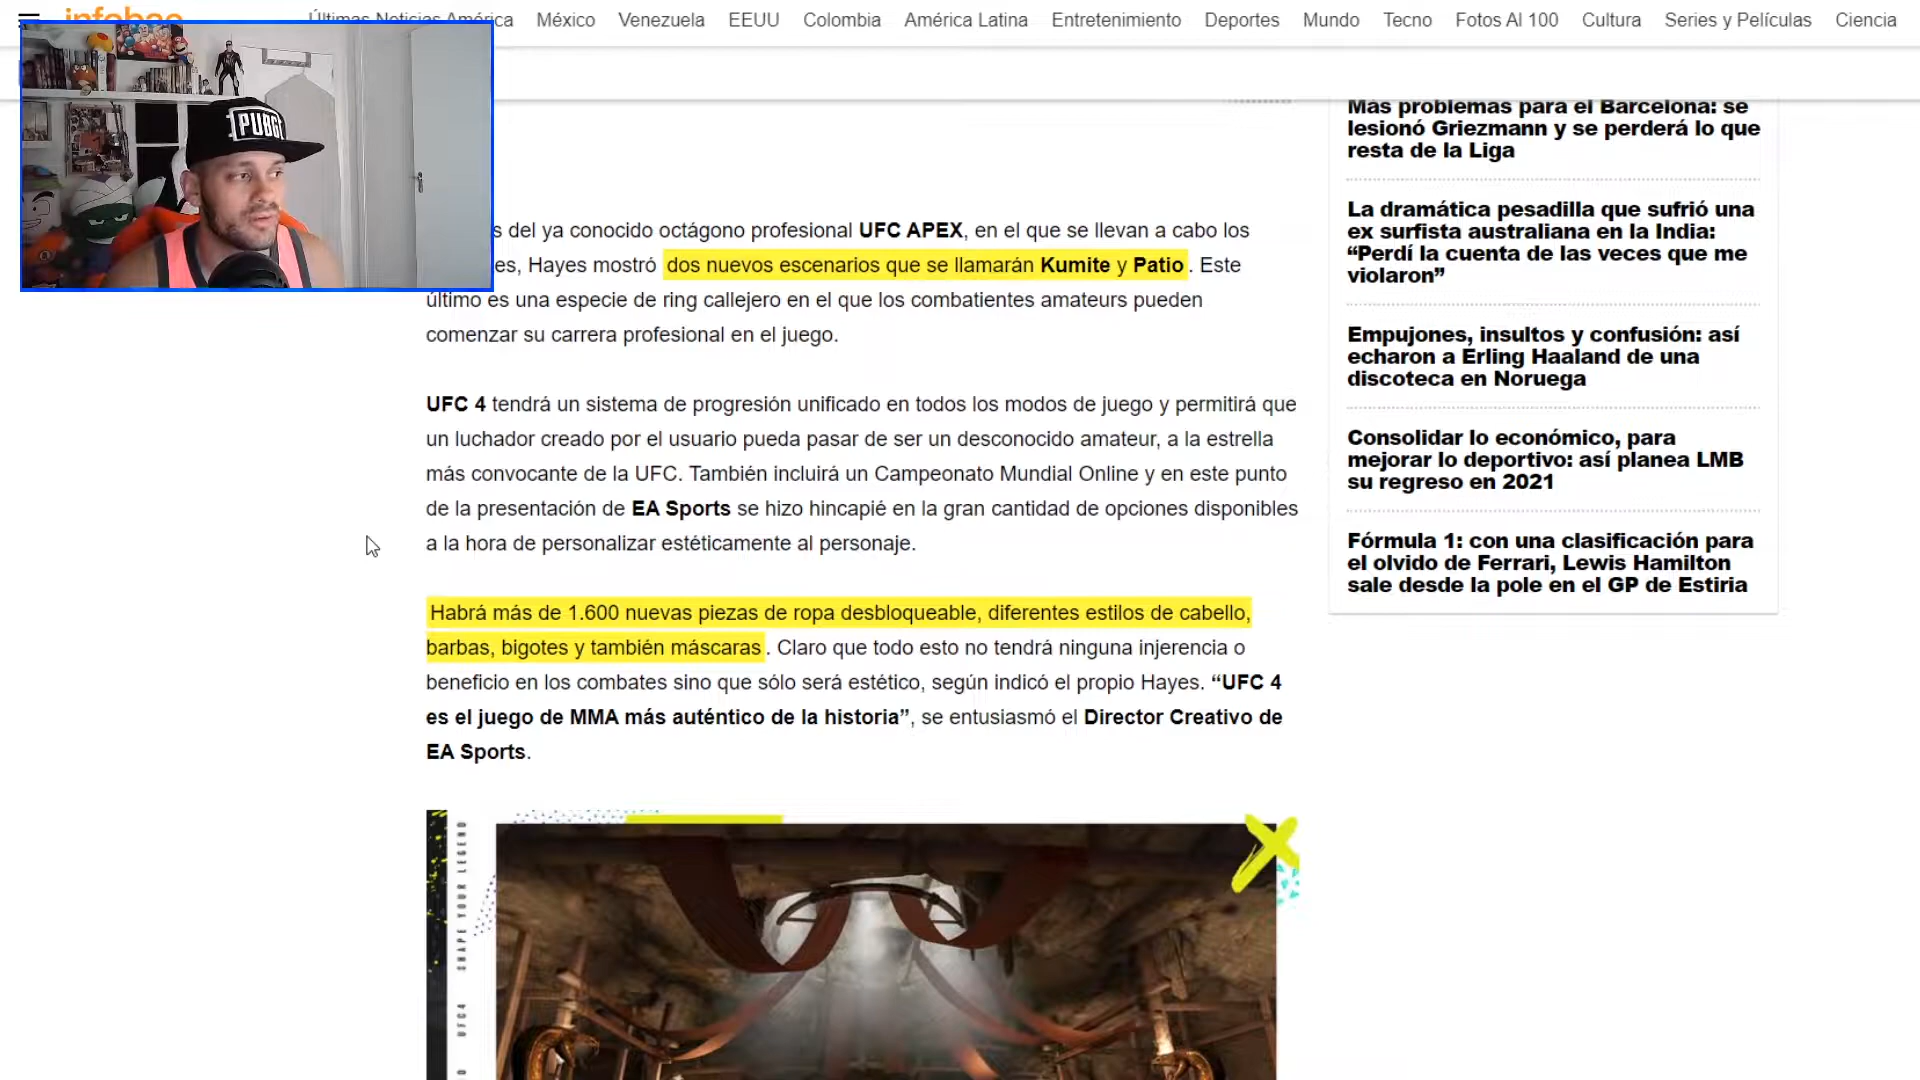 infobae
Últimas Noticias América México Venezuela EEUU Colombia América Latina Entretenimiento Deportes Mundo Tecno Fotos Al 100 Cultura Series y Películas Ciencia
PUBG
s del ya conocido octágono profesional UFC APEX, en el que se llevan a cabo los
es, Hayes mostró dos nuevos escenarios que se llamarán Kumite y Patio. Este
último es una especie de ring callejero en el que los combatientes amateurs pueden
comenzar su carrera profesional en el juego.
UFC 4 tendrá un sistema de progresión unificado en todos los modos de juego y permitirá que
un luchador creado por el usuario pueda pasar de ser un desconocido amateur, a la estrella
más convocante de la UFC. También incluirá un Campeonato Mundial Online y en este punto
de la presentación de EA Sports se hizo hincapié en la gran cantidad de opciones disponibles
a la hora de personalizar estéticamente al personaje.
Habrá más de 1.600 nuevas piezas de ropa desbloqueable, diferentes estilos de cabello,
barbas, bigotes y también máscaras. Claro que todo esto no tendrá ninguna injerencia o
beneficio en los combates sino que sólo será estético, según indicó el propio Hayes. “UFC 4
es el juego de MMA más auténtico de la historia”, se entusiasmó el Director Creativo de
EA Sports.
SHAPE YOUR LEGEND
UFC4
Más problemas para el Barcelona: se
lesionó Griezmann y se perderá lo que
resta de la Liga
La dramática pesadilla que sufrió una
ex surfista australiana en la India:
“Perdí la cuenta de las veces que me
violaron”
Empujones, insultos y confusión: así
echaron a Erling Haaland de una
discoteca en Noruega
Consolidar lo económico, para
mejorar lo deportivo: así planea LMB
su regreso en 2021
Fórmula 1: con una clasificación para
el olvido de Ferrari, Lewis Hamilton
sale desde la pole en el GP de Estiria